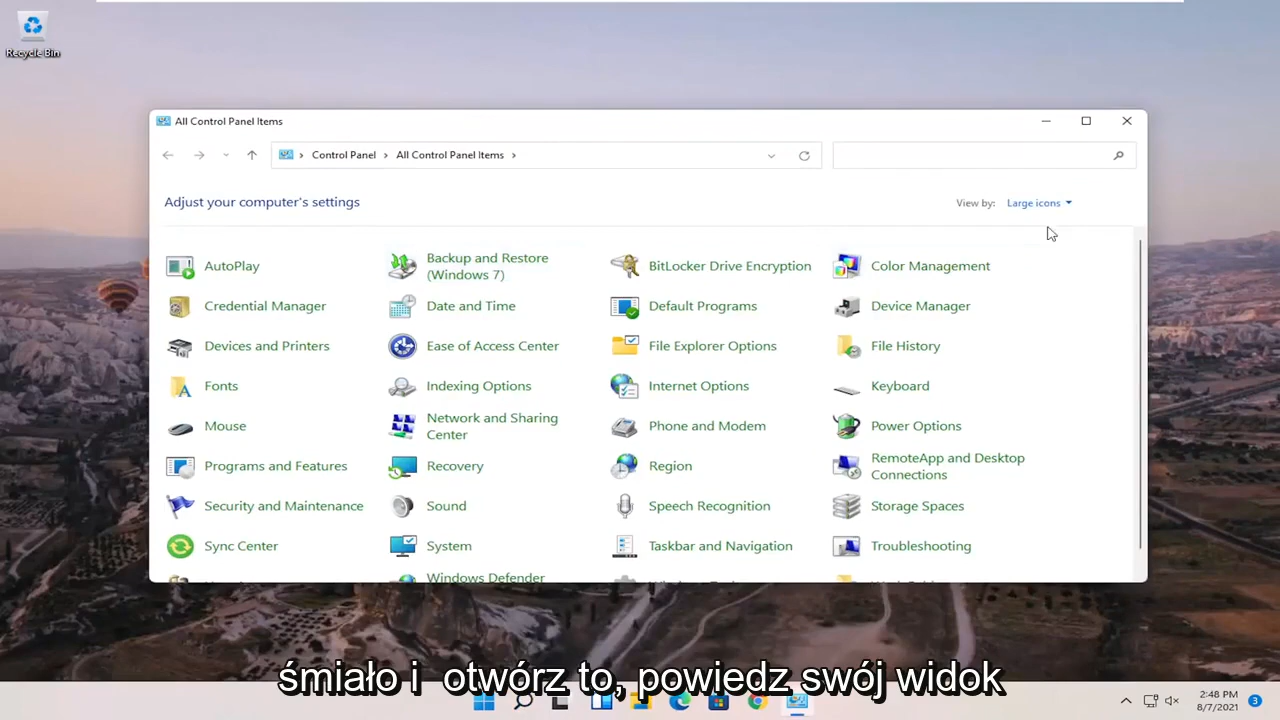 Recycle Bin
All Control Panel Items
Control Panel
All Control Panel Items
Adjust your computer's settings
View by: Large icons
AutoPlay
Backup and Restore
(Windows 7)
BitLocker Drive Encryption
Color Management
Credential Manager
Date and Time
Default Programs
Device Manager
Devices and Printers
Ease of Access Center
File Explorer Options
File History
Fonts
Indexing Options
Internet Options
Keyboard
Mouse
Network and Sharing
Center
Phone and Modem
Power Options
Programs and Features
Recovery
Region
RemoteApp and Desktop
Connections
Security and Maintenance
Sound
Speech Recognition
Storage Spaces
Sync Center
System
Taskbar and Navigation
Troubleshooting
Windows Defender
śmiało i otwórz to, powiedz swój widok
2:48 PM
8/7/2021
3